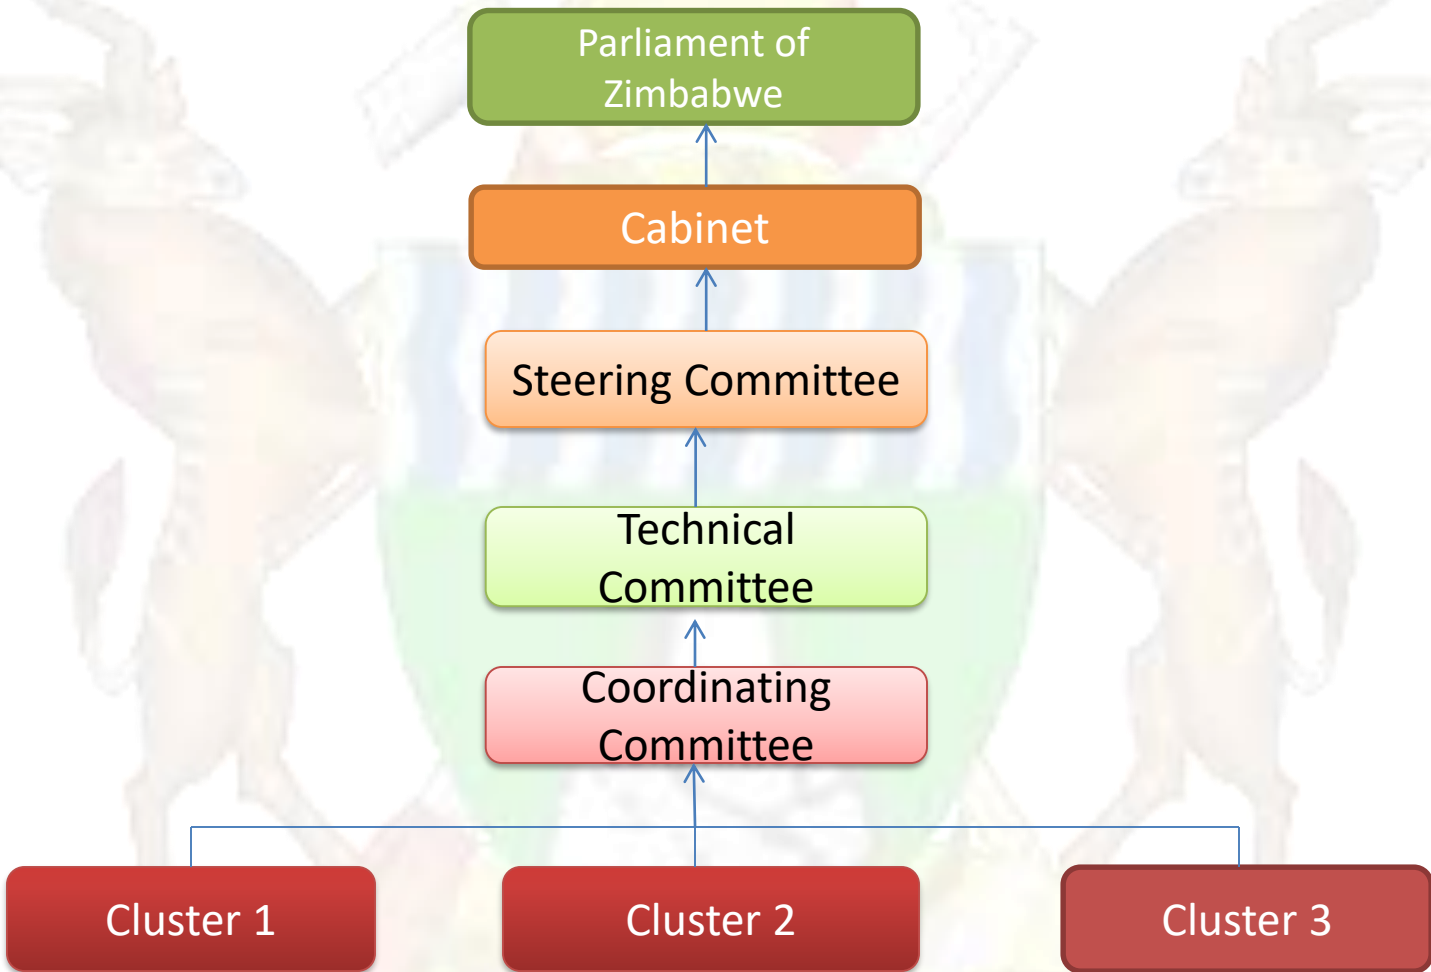 Parliament of
Zimbabwe
Cabinet
Steering Committee
Technical
Committee
Coordinating
Committee
Cluster 1
Cluster 2
Cluster 3